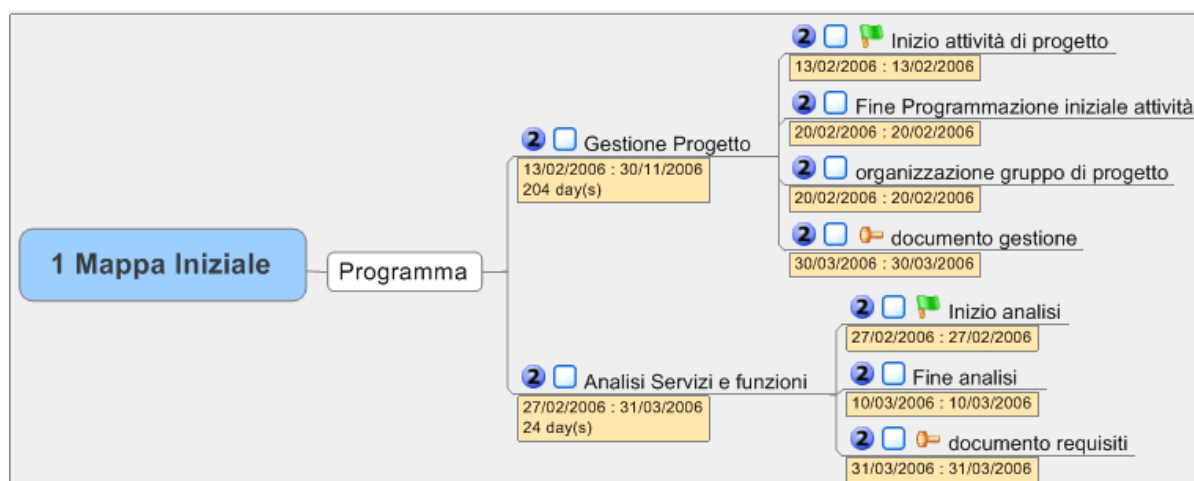 1 Mappa Iniziale
Programma
2 Gestione Progetto
13/02/2006 : 30/11/2006
204 day(s)
2 Inizio attività di progetto
13/02/2006 : 13/02/2006
2 Fine Programmazione iniziale attività
20/02/2006 : 20/02/2006
2 organizzazione gruppo di progetto
20/02/2006 : 20/02/2006
2 documento gestione
30/03/2006 : 30/03/2006
2 Analisi Servizi e funzioni
27/02/2006 : 31/03/2006
24 day(s)
2 Inizio analisi
27/02/2006 : 27/02/2006
2 Fine analisi
10/03/2006 : 10/03/2006
2 documento requisiti
31/03/2006 : 31/03/2006